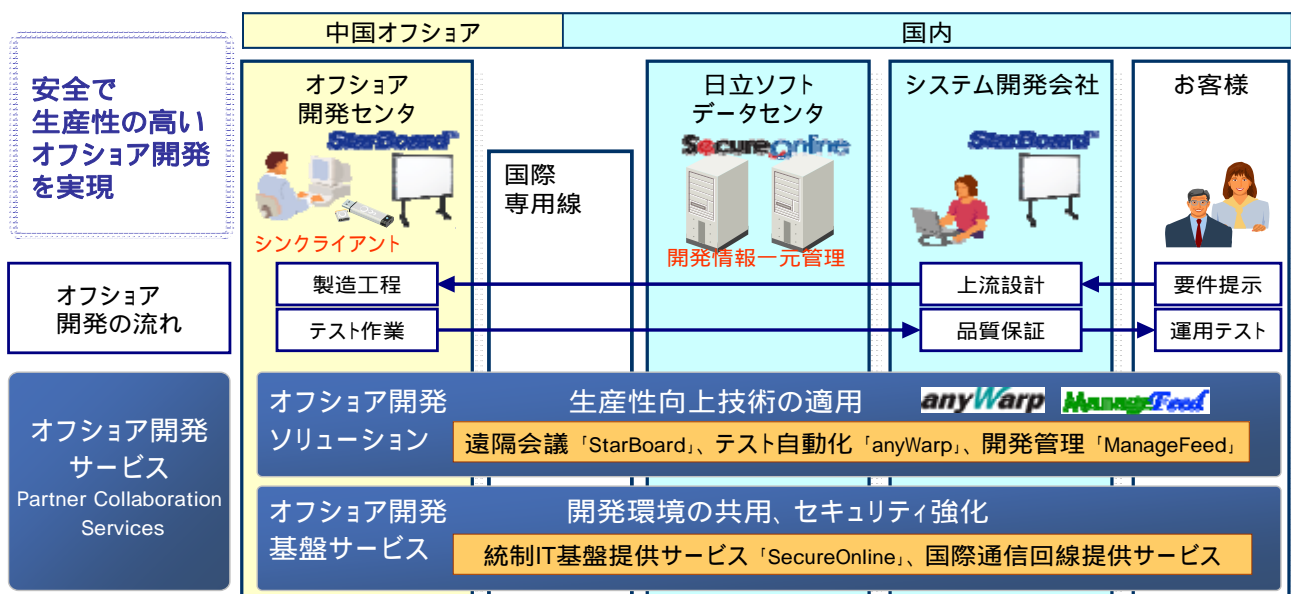 中国オフショア
国内
安全で
生産性の高い
オフショア開発
を実現
オフショア
開発センタ
StarBoard™
シンクライアント
国際
専用線
日立ソフト
データセンタ
SecureOnline
開発情報一元管理
システム開発会社
StarBoard™
お客様
オフショア
開発の流れ
製造工程
上流設計
要件提示
テスト作業
品質保証
運用テスト
オフショア開発
サービス
Partner Collaboration
Services
オフショア開発
ソリューション
生産性向上技術の適用
anyWarp
ManageFeed
遠隔会議「StarBoard」、テスト自動化「anyWarp」、開発管理「ManageFeed」
オフショア開発
基盤サービス
開発環境の共用、セキュリティ強化
統制IT基盤提供サービス「SecureOnline」、国際通信回線提供サービス